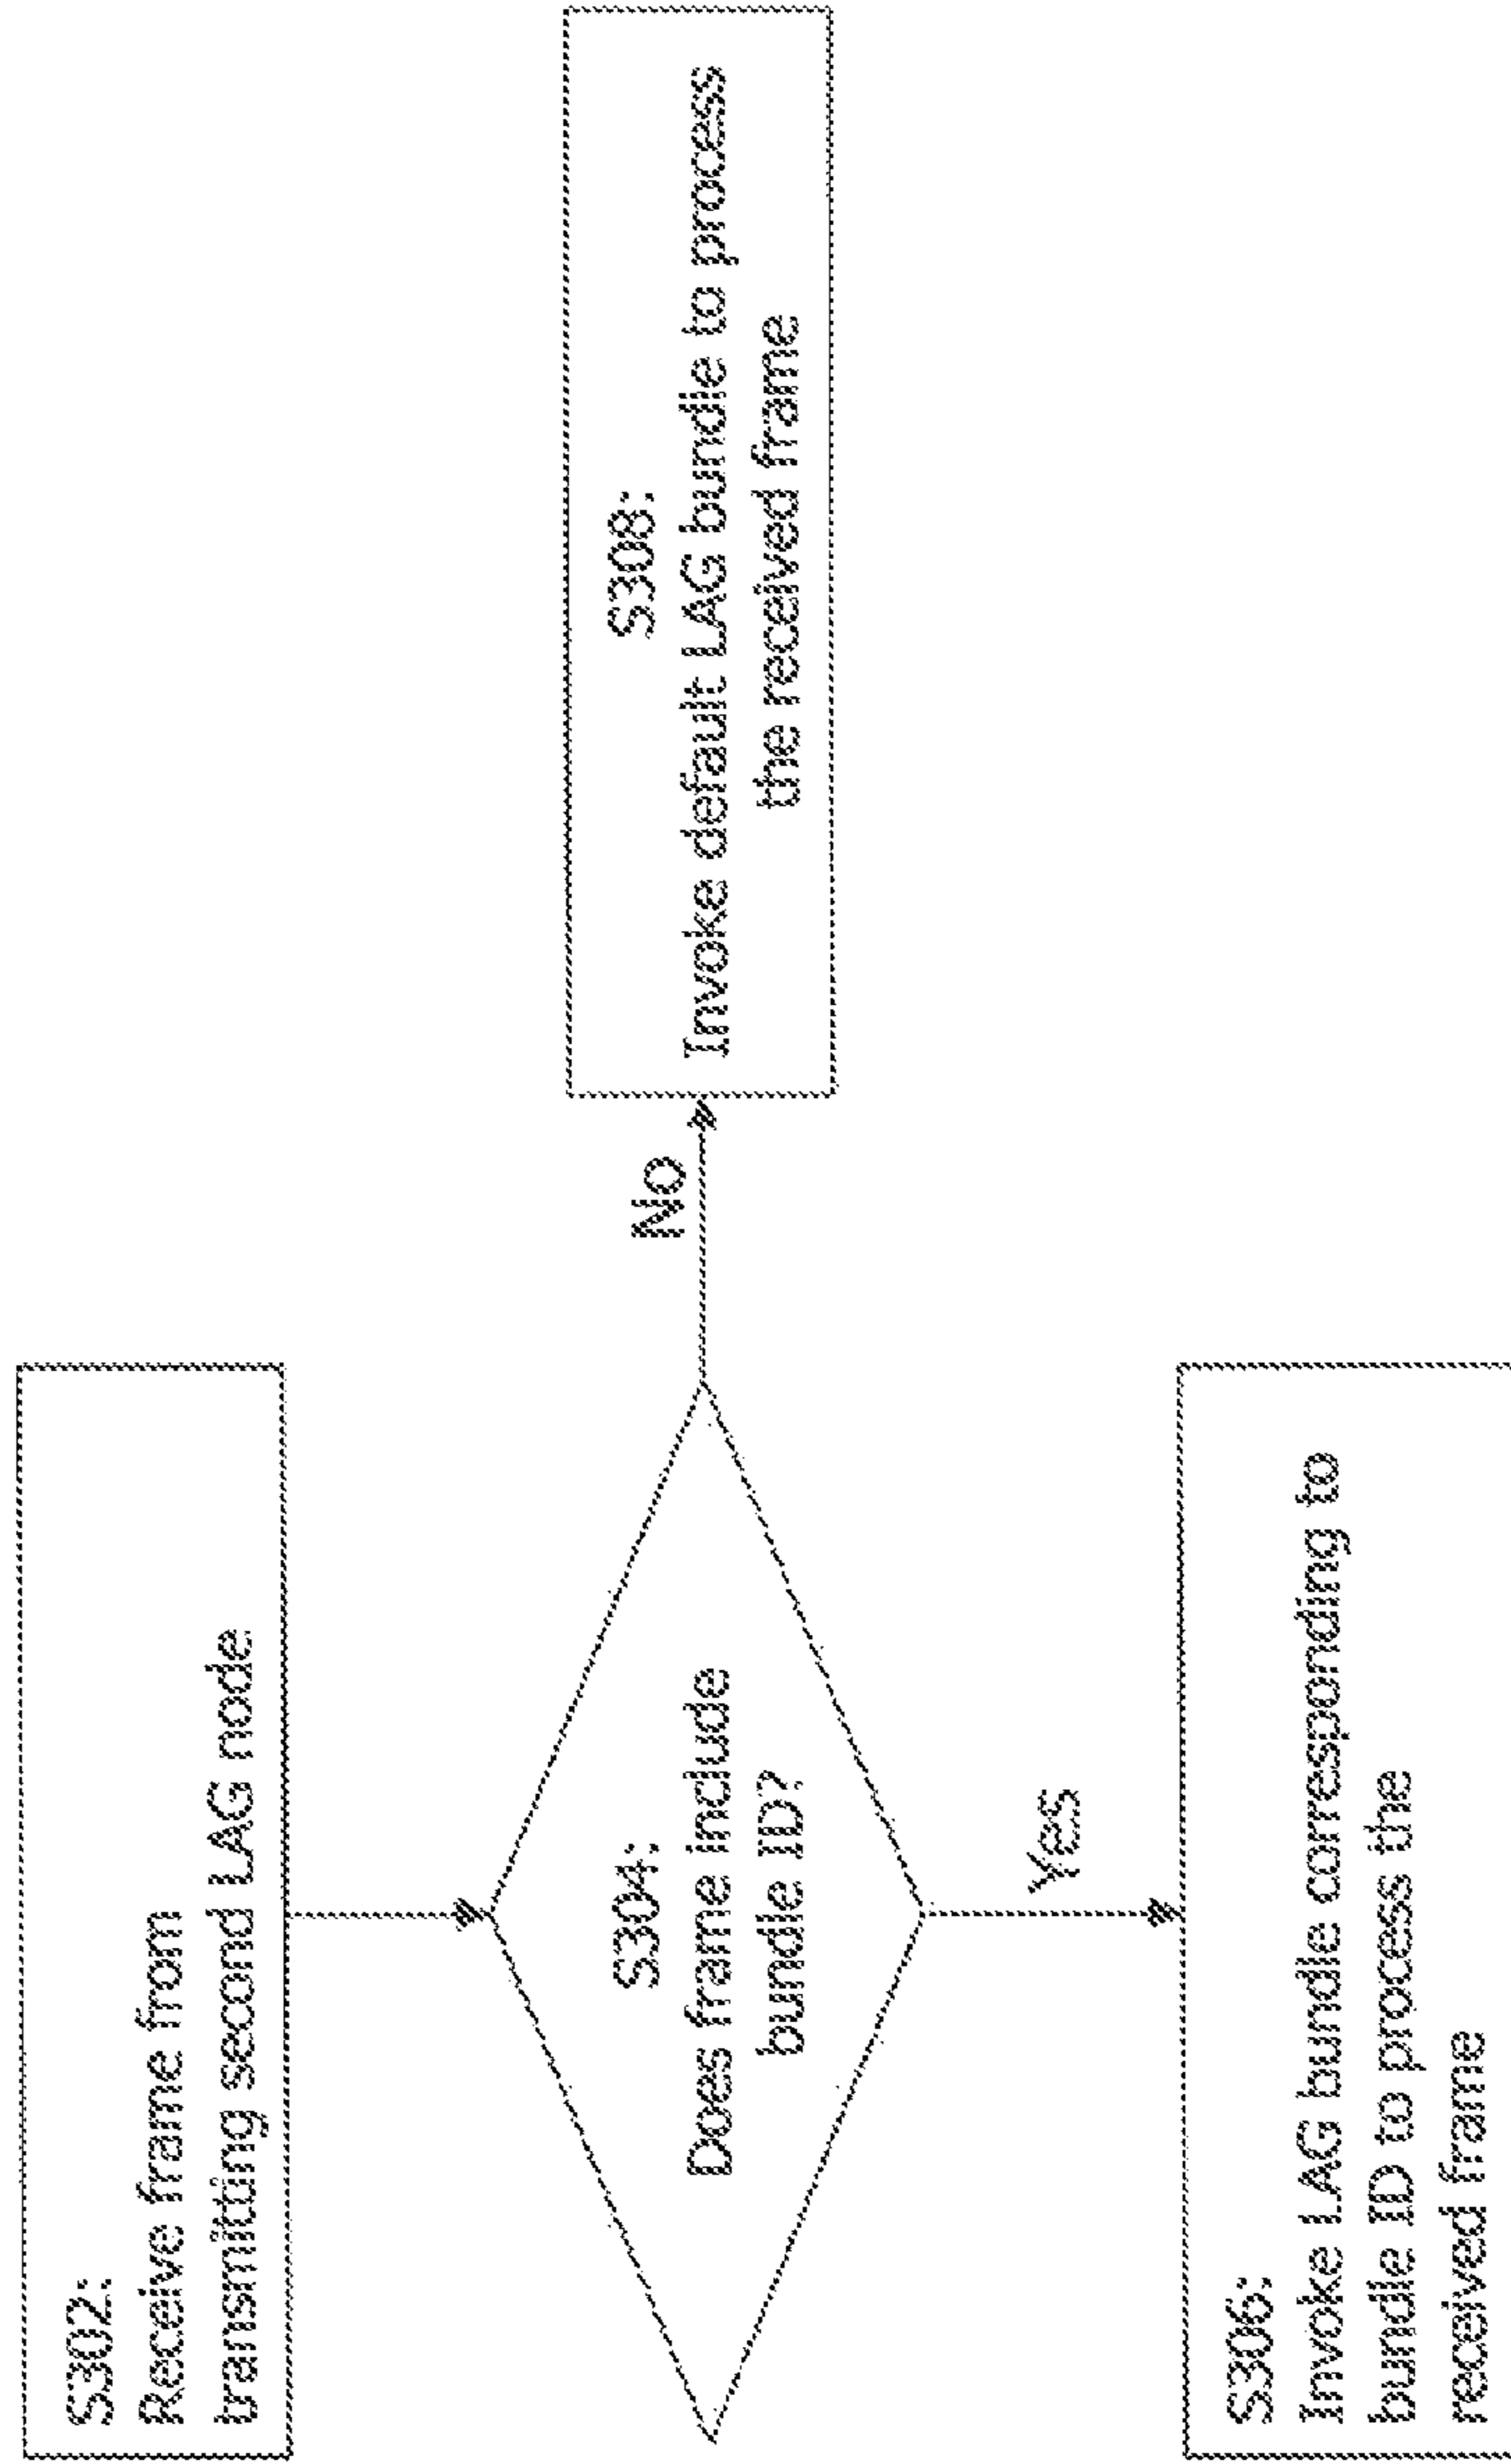 S302:
Receive frame from
transmitting second LAG node
S304:
Does frame include
bundle ID?
No
S308:
Invoke default LAG bundle to process
the received frame
Yes
S306:
Invoke LAG bundle corresponding to
bundle ID to process the
received frame